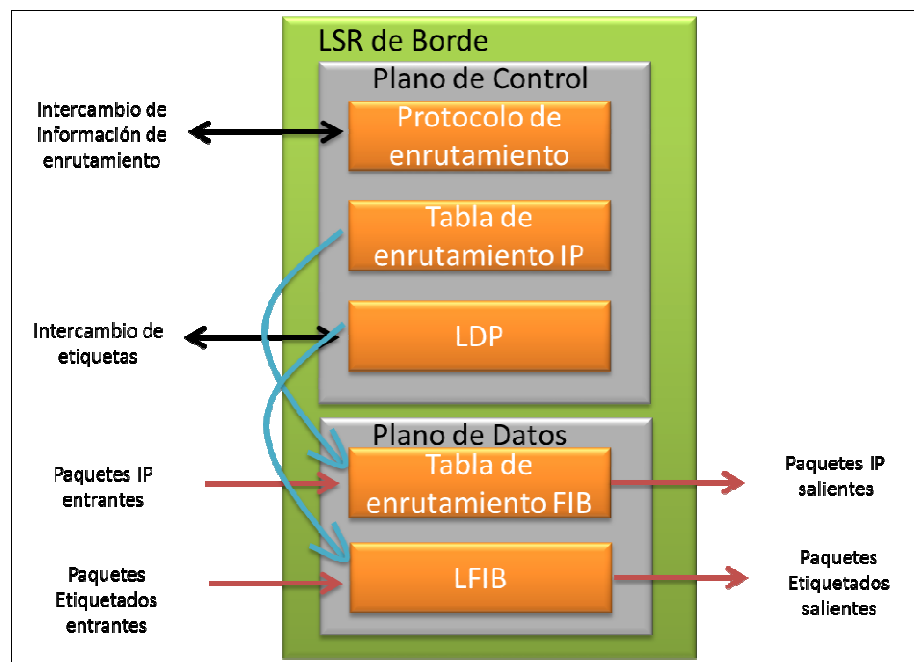 LSR de Borde
Plano de Control
Intercambio de
Información de
enrutamiento
Protocolo de
enrutamiento
Tabla de
enrutamiento IP
Intercambio de
etiquetas
LDP
Plano de Datos
Paquetes IP
entrantes
Tabla de
enrutamiento FIB
Paquetes IP
salientes
Paquetes
Etiquetados
entrantes
LFIB
Paquetes
Etiquetados
salientes